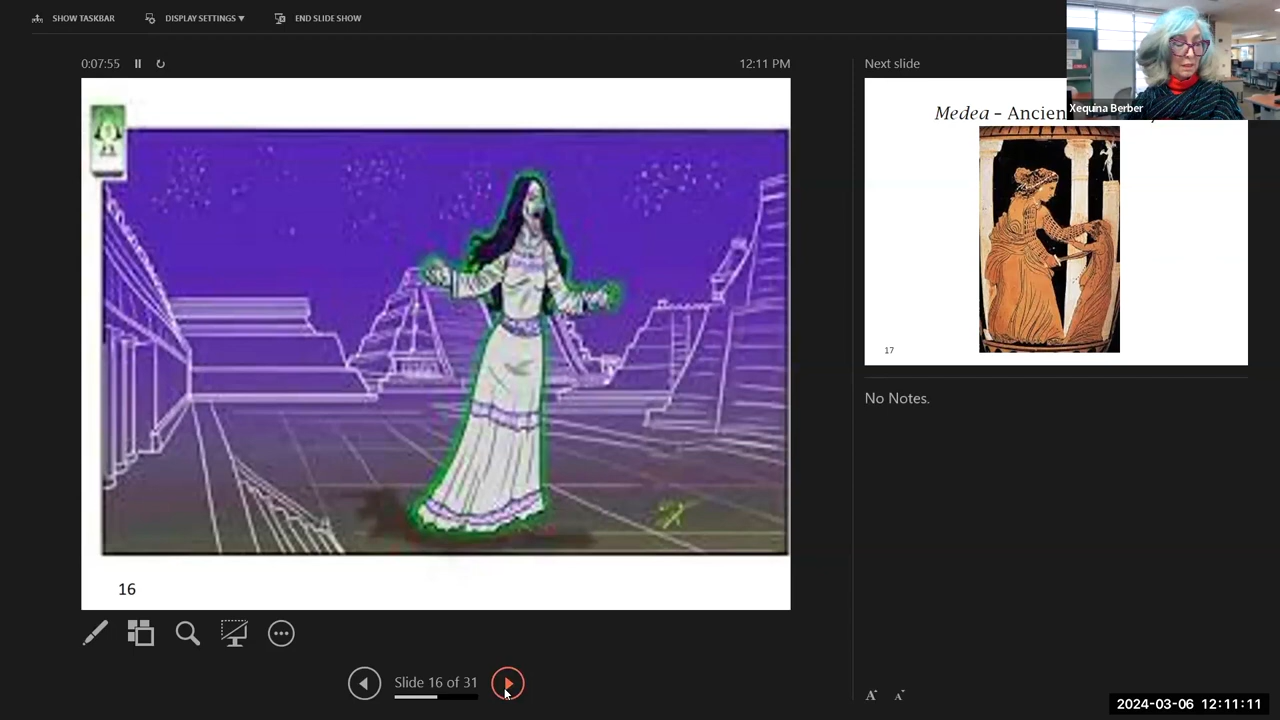 SHOW TASKBAR
DISPLAY SETTINGS ▼
END SLIDE SHOW
0:07:55
12:11 PM
Next slide
Xequina Berber
Medea - Ancien
17
No Notes.
16
Slide 16 of 31
A A
2024-03-06 12:11:11